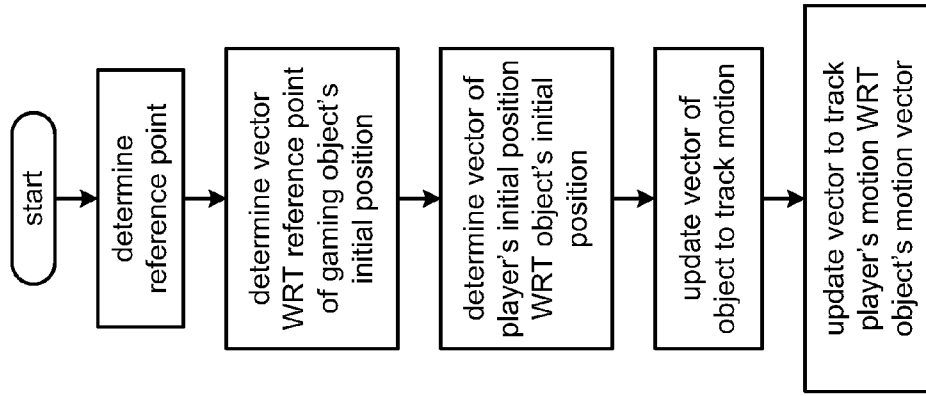 start
determine
reference point
determine vector
WRT reference point
of gaming object's
initial position
determine vector of
player's initial position
WRT object's initial
position
update vector of
object to track motion
update vector to track
player's motion WRT
object's motion vector